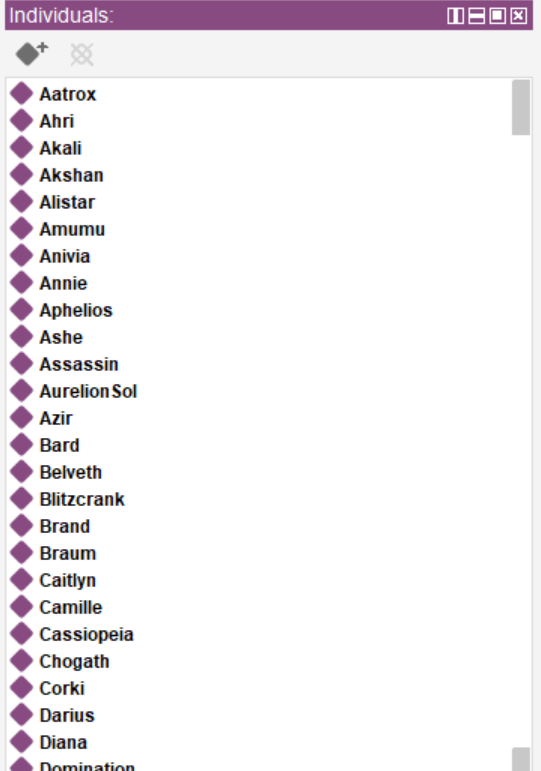 Individuals:
Aatrox
Ahri
Akali
Akshan
Alistar
Amumu
Anivia
Annie
Aphelios
Ashe
Assassin
AurelionSol
Azir
Bard
Belveth
Blitzcrank
Brand
Braum
Caitlyn
Camille
Cassiopeia
Chogath
Corki
Darius
Diana
Domination